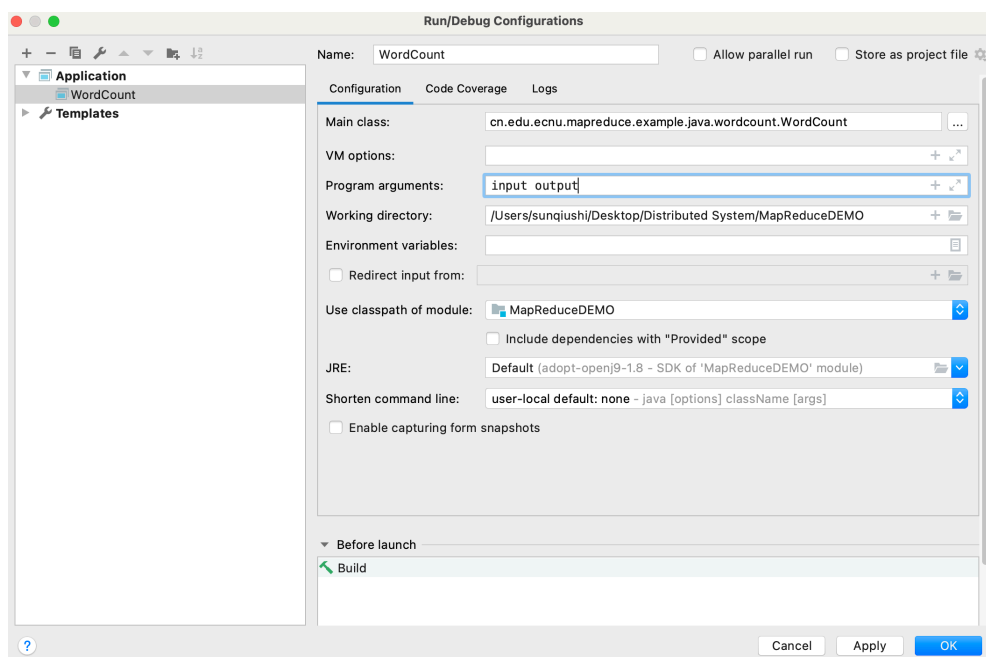 Run/Debug Configurations
Name: WordCount Allow parallel run Store as project file
Application
WordCount
Templates
Configuration Code Coverage Logs
Main class: cn.edu.ecnu.mapreduce.example.java.wordcount.WordCount ...
VM options:
Program arguments: input output
Working directory: /Users/sunqiushi/Desktop/Distributed System/MapReduceDEMO
Environment variables:
Redirect input from:
Use classpath of module: MapReduceDEMO
Include dependencies with "Provided" scope
JRE: Default (adopt-openj9-1.8 - SDK of 'MapReduceDEMO' module)
Shorten command line: user-local default: none - java [options] className [args]
Enable capturing form snapshots
Before launch
Build
? Cancel Apply OK